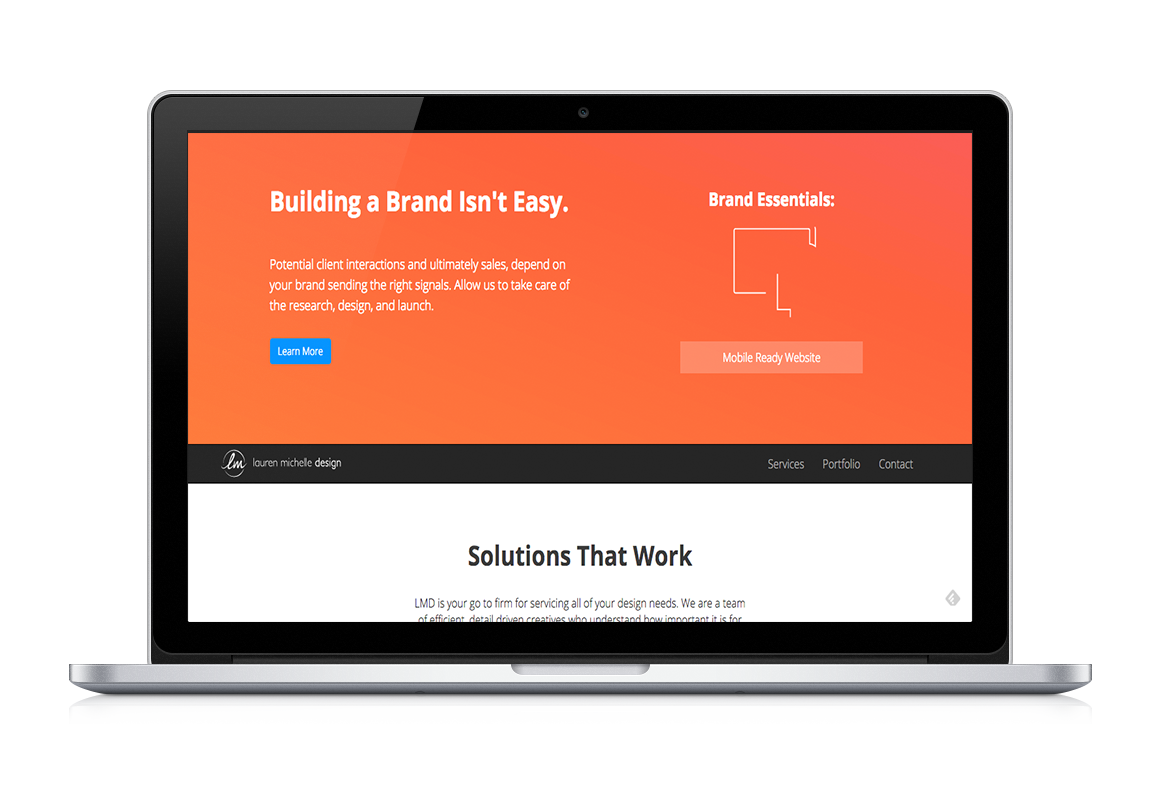 Building a Brand Isn't Easy.
Potential client interactions and ultimately sales, depend on
your brand sending the right signals. Allow us to take care of
the research, design, and launch.
Learn More
Brand Essentials:
Mobile Ready Website
lm lauren michelle design
Services Portfolio Contact
Solutions That Work
LMD is your go to firm for servicing all of your design needs. We are a team
of efficient, detail driven creatives who understand how important it is for